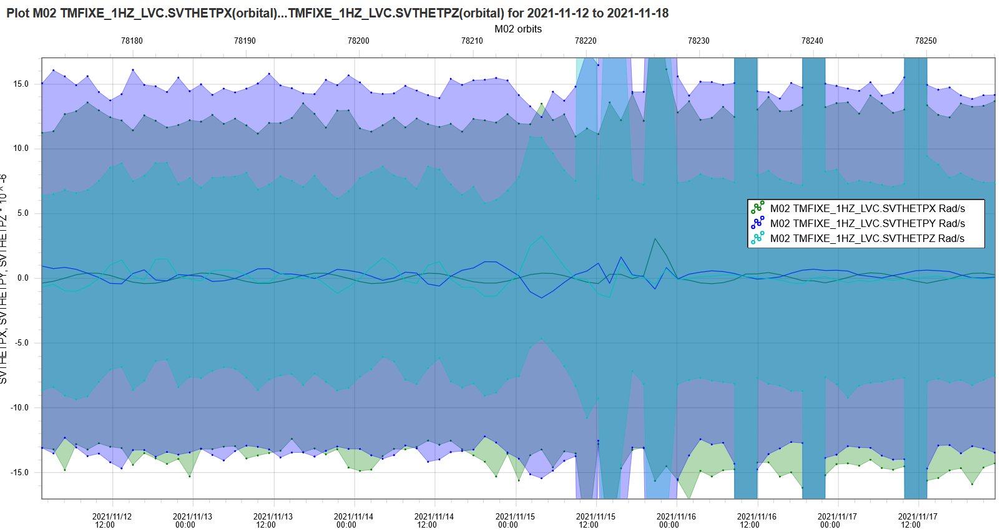 Plot M02 TMFIXE_1HZ_LVC.SVTHETPX(orbital)...TMFIXE_1HZ_LVC.SVTHETPZ(orbital) for 2021-11-12 to 2021-11-18
M02 orbits
78180 78190 78200 78210 78220 78230 78240 78250
SVTHETPX, SVTHETPY, SVTHETPZ * 10 ^ -6
15.0
10.0
5.0
0.0
-5.0
-10.0
-15.0
M02 TMFIXE_1HZ_LVC.SVTHETPX Rad/s
M02 TMFIXE_1HZ_LVC.SVTHETPY Rad/s
M02 TMFIXE_1HZ_LVC.SVTHETPZ Rad/s
2021/11/12 2021/11/13 2021/11/13 2021/11/14 2021/11/14 2021/11/15 2021/11/15 2021/11/16 2021/11/16 2021/11/17 2021/11/17
12:00 00:00 12:00 00:00 12:00 00:00 12:00 00:00 12:00 00:00 12:00